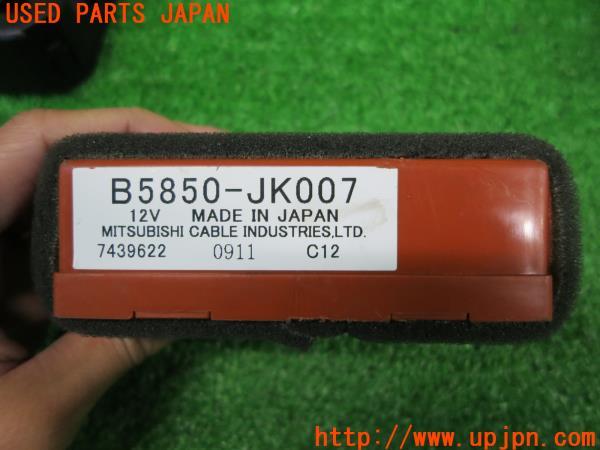 USED PARTS JAPAN
B5850-JK007
12V MADE IN JAPAN
MITSUBISHI CABLE INDUSTRIES,LTD.
7439622 0911 C12
http://www.upjpn.com/